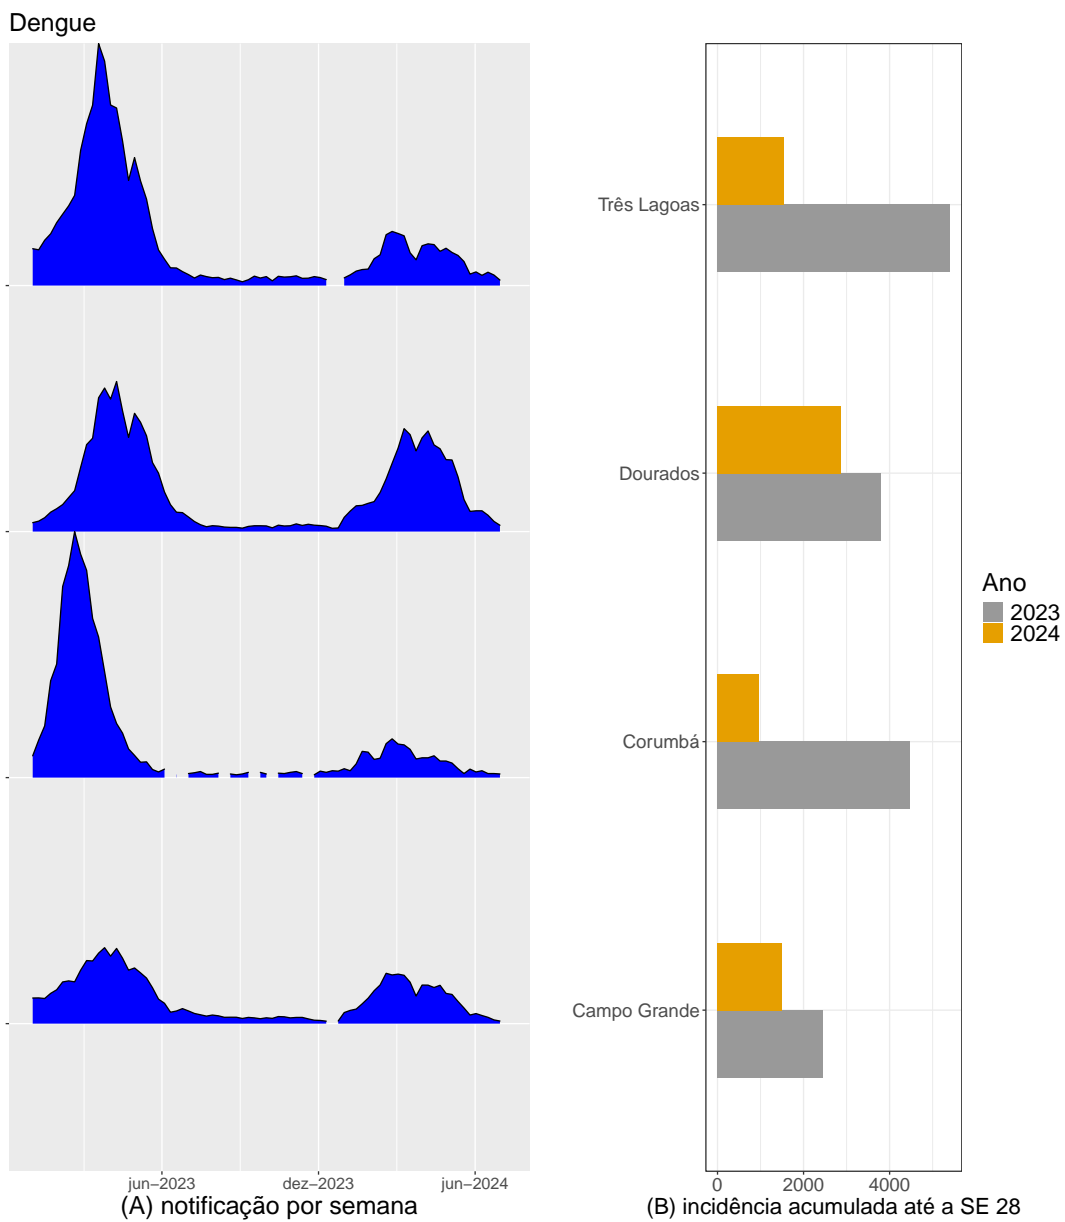 Dengue
Três Lagoas
Dourados
Corumbá
Campo Grande
Ano
2023
2024
jun−2023 dez−2023 jun−2024
(A) notificação por semana
0 2000 4000
(B) incidência acumulada até a SE 28